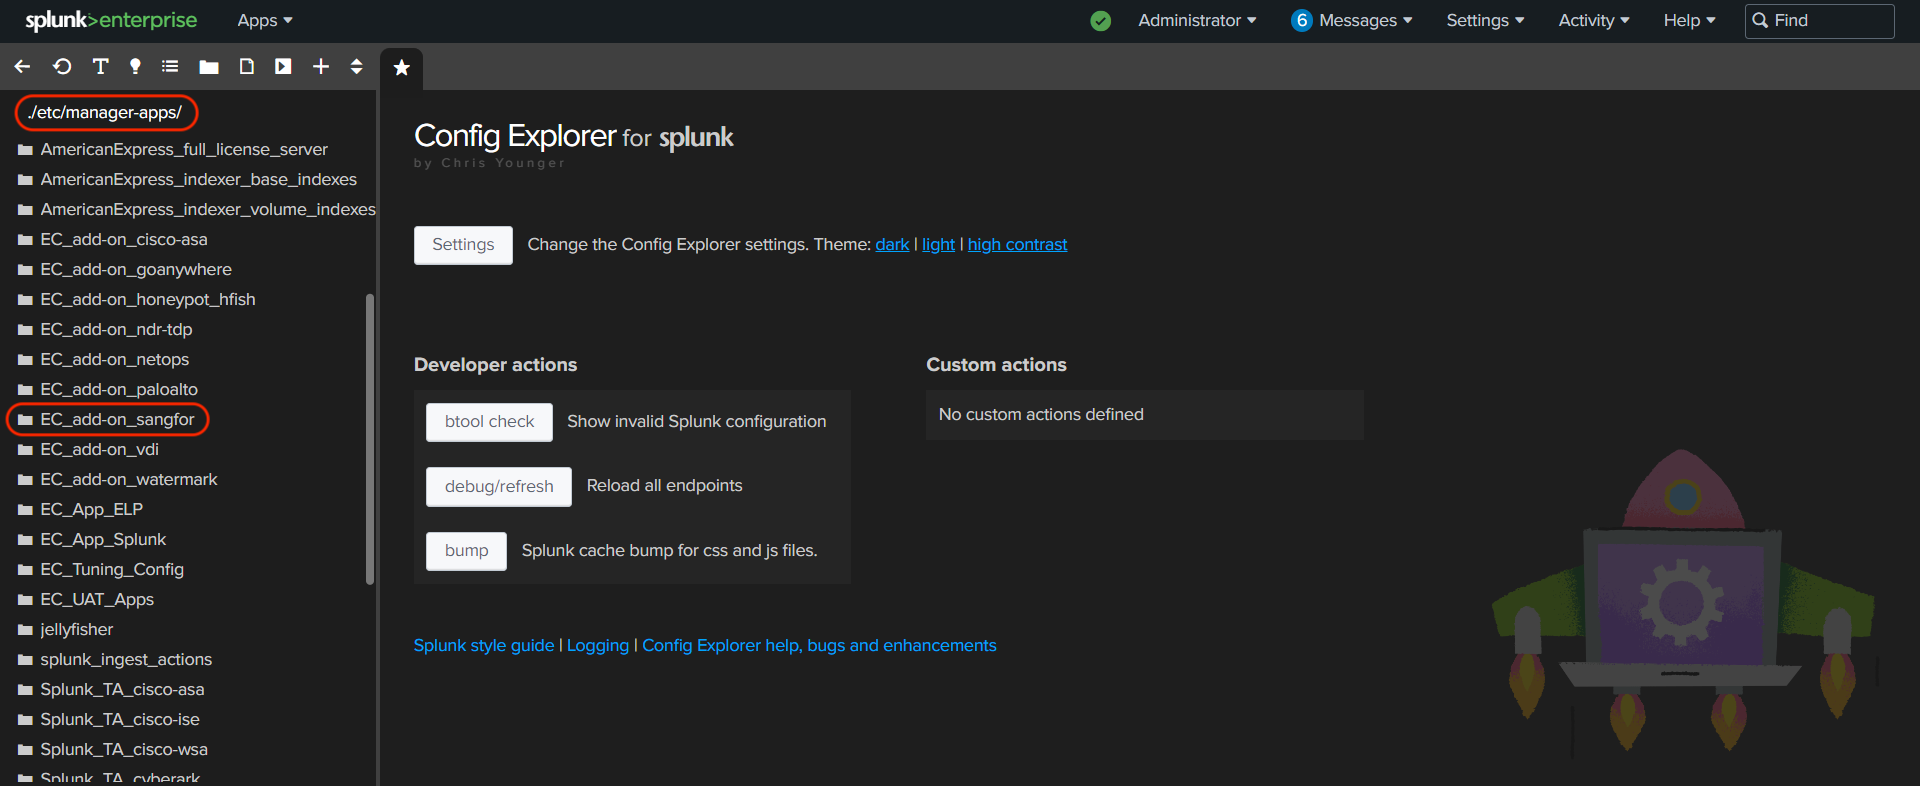 splunk>enterprise Apps Administrator 6 Messages Settings Activity Help Find
./etc/manager-apps/
AmericanExpress_full_license_server
AmericanExpress_indexer_base_indexes
AmericanExpress_indexer_volume_indexes
EC_add-on_cisco-asa
EC_add-on_goanywhere
EC_add-on_honeypot_hfish
EC_add-on_ndr-tdp
EC_add-on_netops
EC_add-on_paloalto
EC_add-on_sangfor
EC_add-on_vdi
EC_add-on_watermark
EC_App_ELP
EC_App_Splunk
EC_Tuning_Config
EC_UAT_Apps
jellyfisher
splunk_ingest_actions
Splunk_TA_cisco-asa
Splunk_TA_cisco-ise
Splunk_TA_cisco-wsa
Splunk_TA_cyberark
Config Explorer for splunk
by Chris Younger
Settings Change the Config Explorer settings. Theme: dark | light | high contrast
Developer actions
btool check Show invalid Splunk configuration
debug/refresh Reload all endpoints
bump Splunk cache bump for css and js files.
Custom actions
No custom actions defined
Splunk style guide | Logging | Config Explorer help, bugs and enhancements